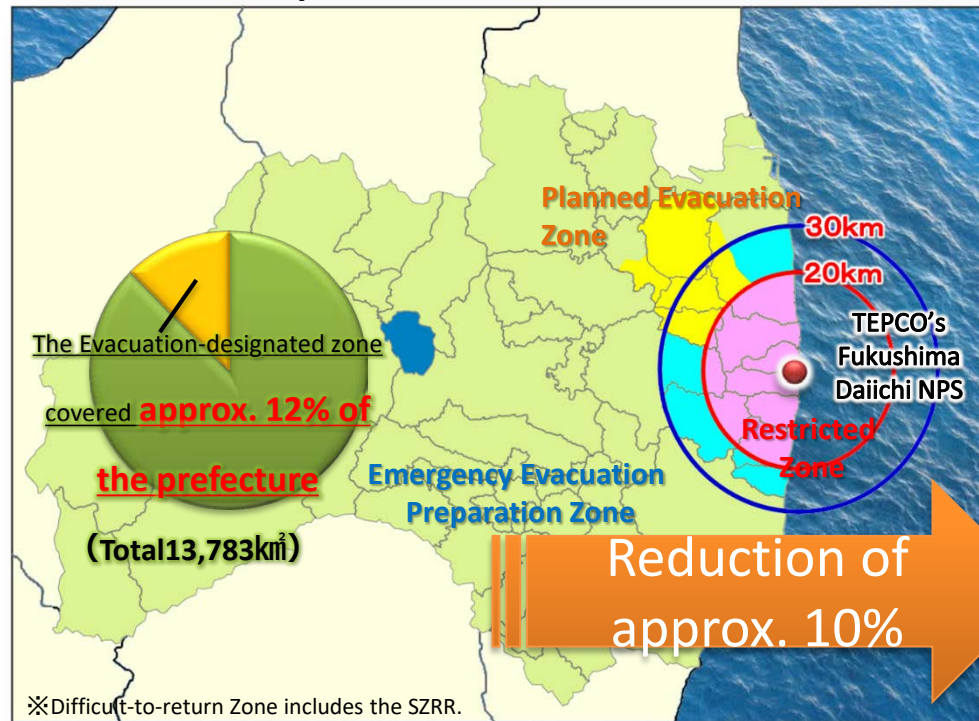 Planned Evacuation
Zone
30km
20km
TEPCO's
Fukushima
Daiichi NPS
The Evacuation-designated zone
covered approx. 12% of
the prefecture
(Total13,783㎢)
Restricted
Zone
Emergency Evacuation
Preparation Zone
Reduction of
approx. 10%
※Difficult-to-return Zone includes the SZRR.